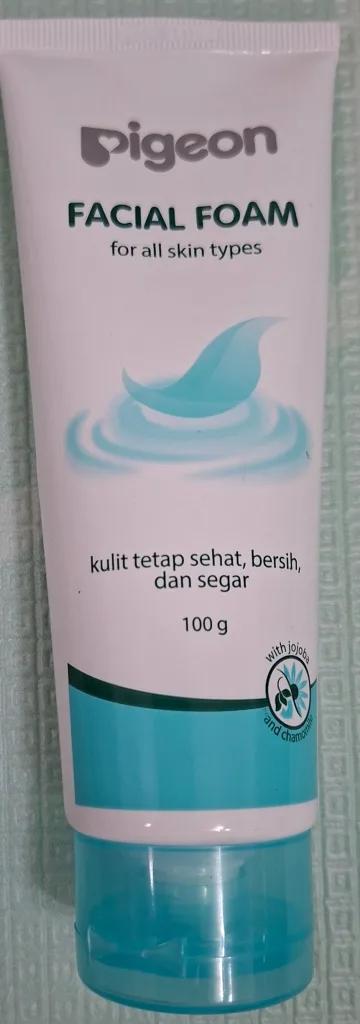 pigeon
FACIAL FOAM
for all skin types
kulit tetap sehat, bersih,
dan segar
100 g
with jojoba
and chamomile